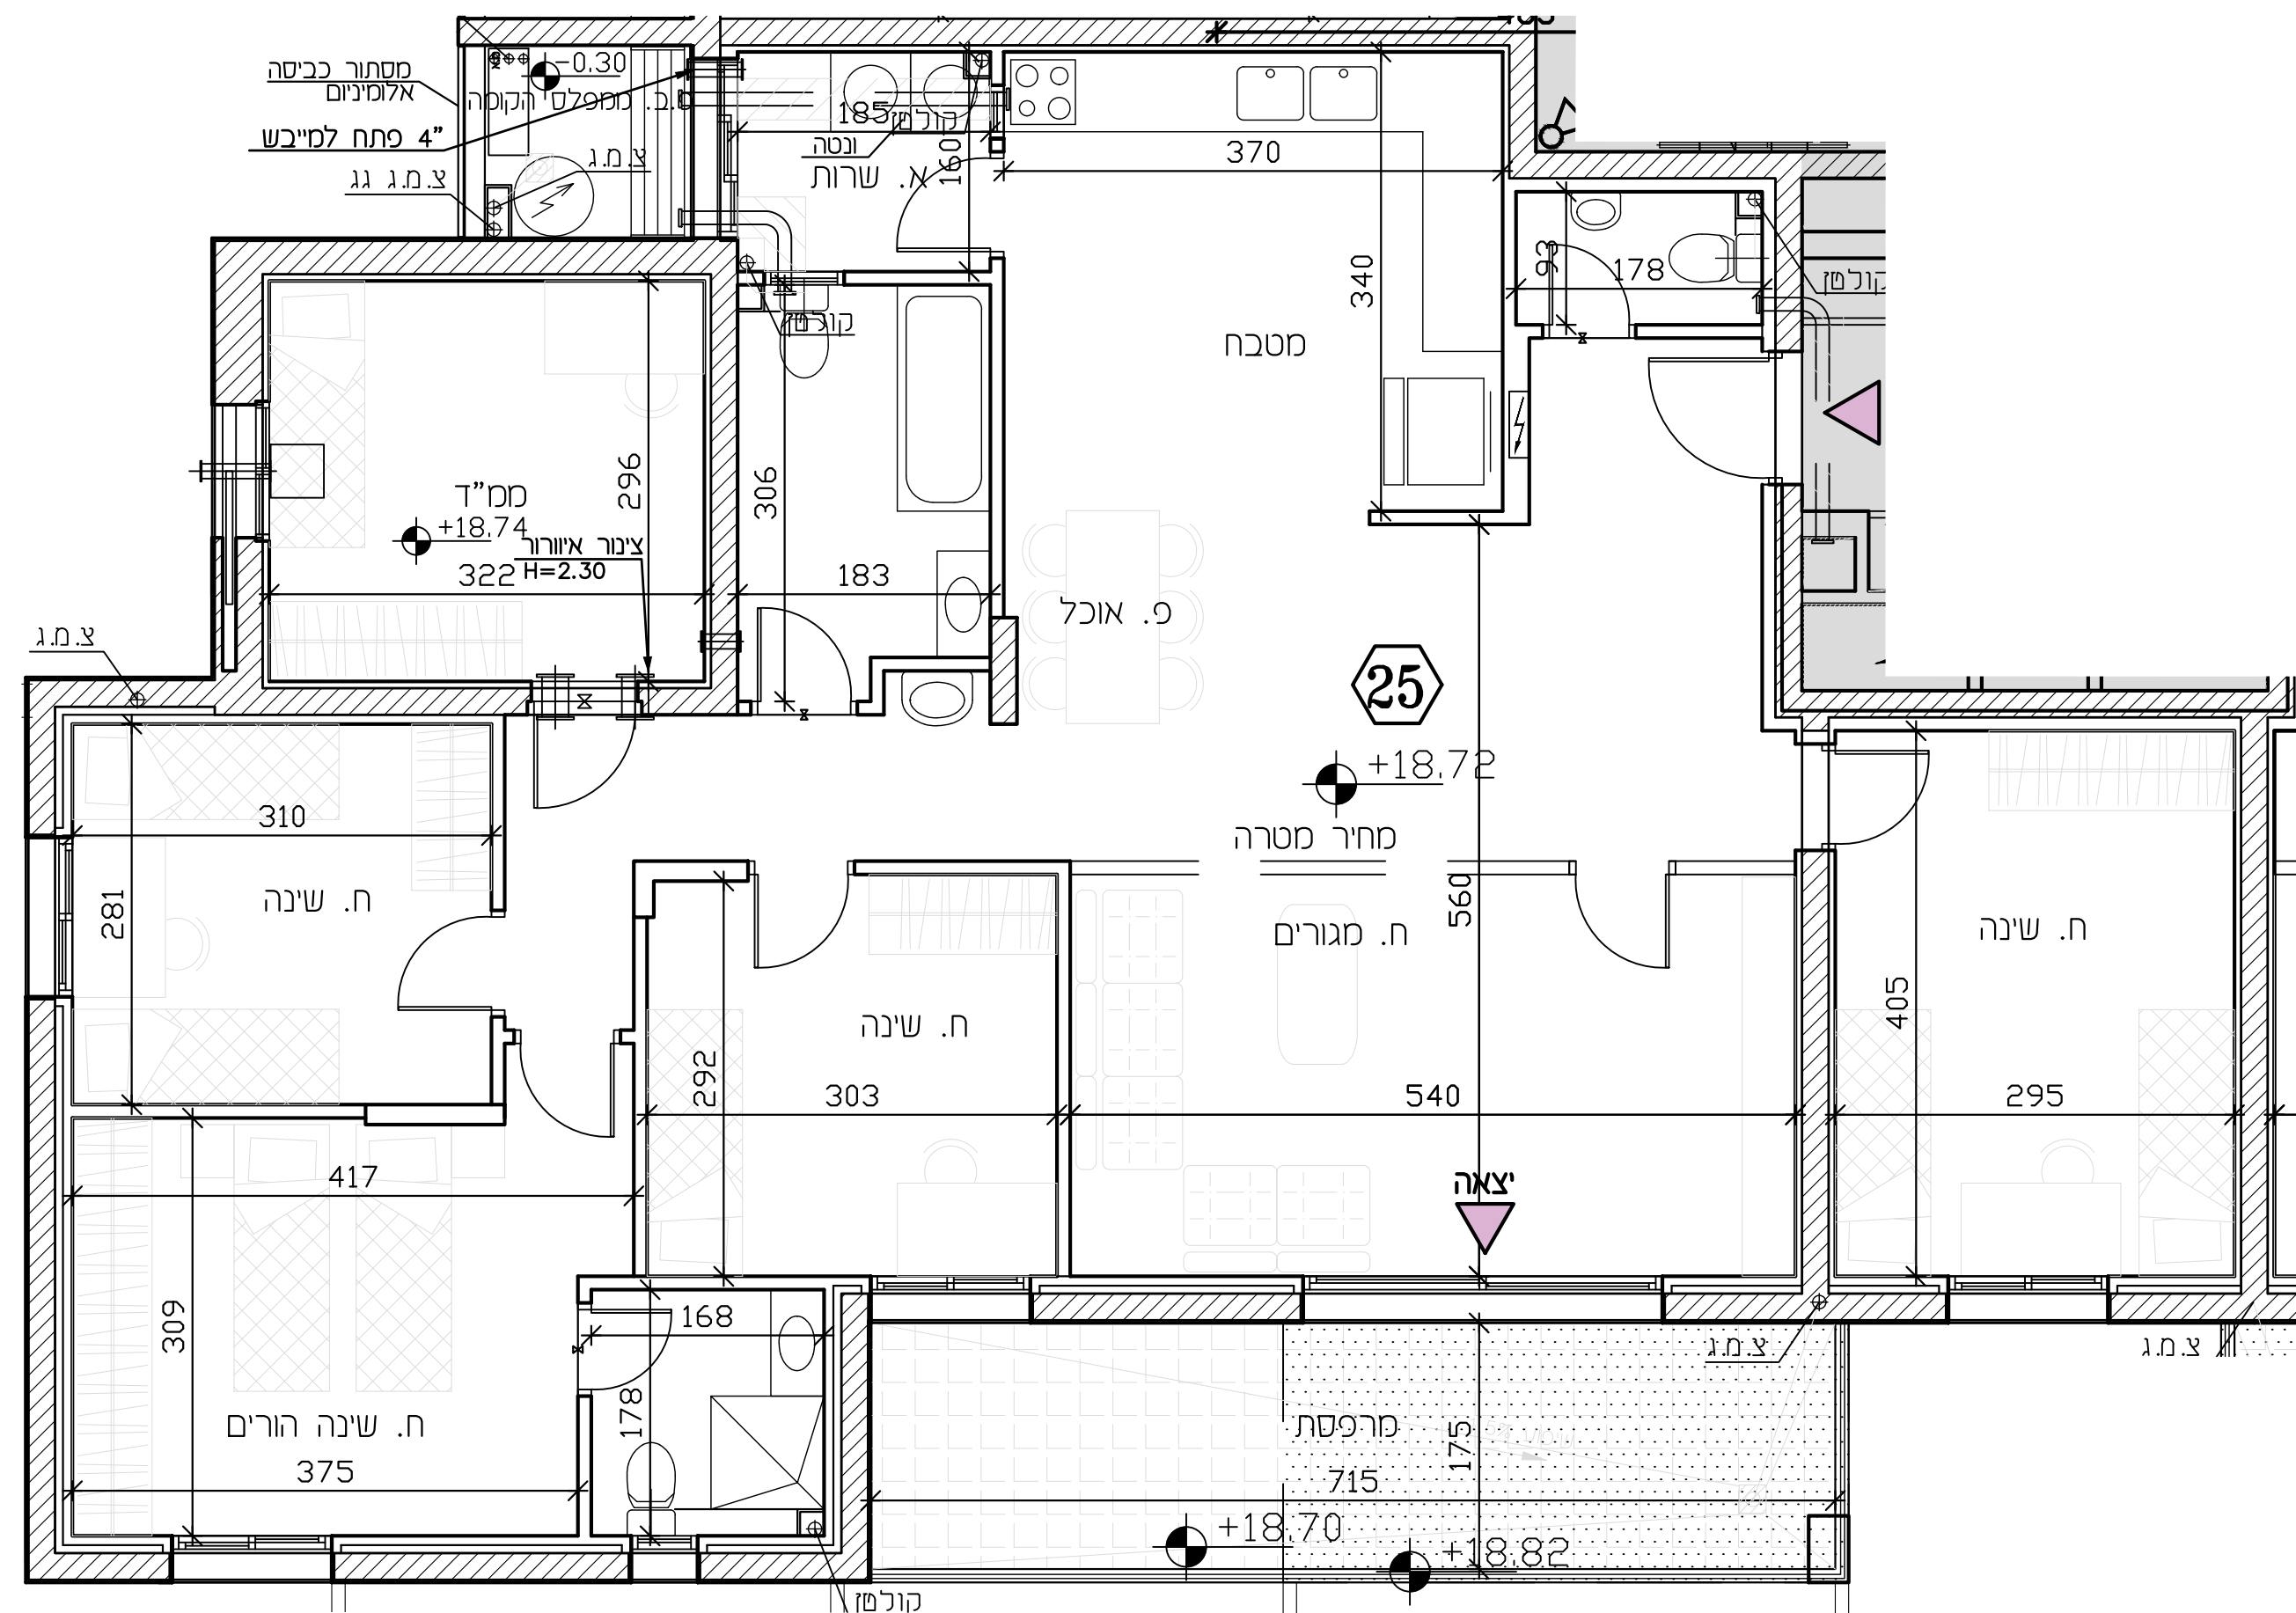 -0.30
מסתור כביסה
אלומיניום
ס.ב. ממפלס הקומה
4" פתח למייבש
צ.מ.ג
צ.מ.ג גג
185
קולטן
ונטה
160
א. שרות
370
93
178
קולטן
340
מטבח
קולטן
296
306
ממ"ד
+18.74
צינור איוורור
H=2.30
322
183
פ. אוכל
צ.מ.ג
25
+18.72
מחיר מטרה
310
281
ח. שינה
560
ח. מגורים
ח. שינה
405
ח. שינה
292
303
540
295
417
יצאה
309
168
178
צ.מ.ג
צ.מ.ג
ח. שינה הורים
מרפסת
175
375
715
+18.70
+18.82
קולטן